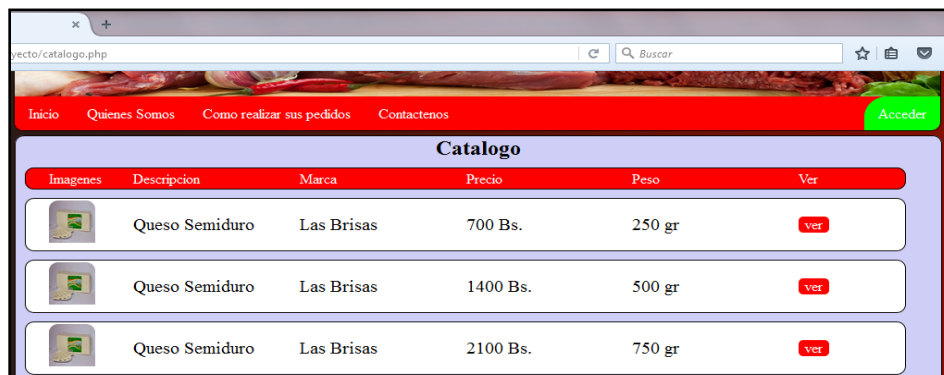 × +
yecto/catalogo.php Buscar
Inicio Quienes Somos Como realizar sus pedidos Contactenos Acceder
Catalogo
Imagenes Descripcion Marca Precio Peso Ver
Queso Semiduro Las Brisas 700 Bs. 250 gr ver
Queso Semiduro Las Brisas 1400 Bs. 500 gr ver
Queso Semiduro Las Brisas 2100 Bs. 750 gr ver